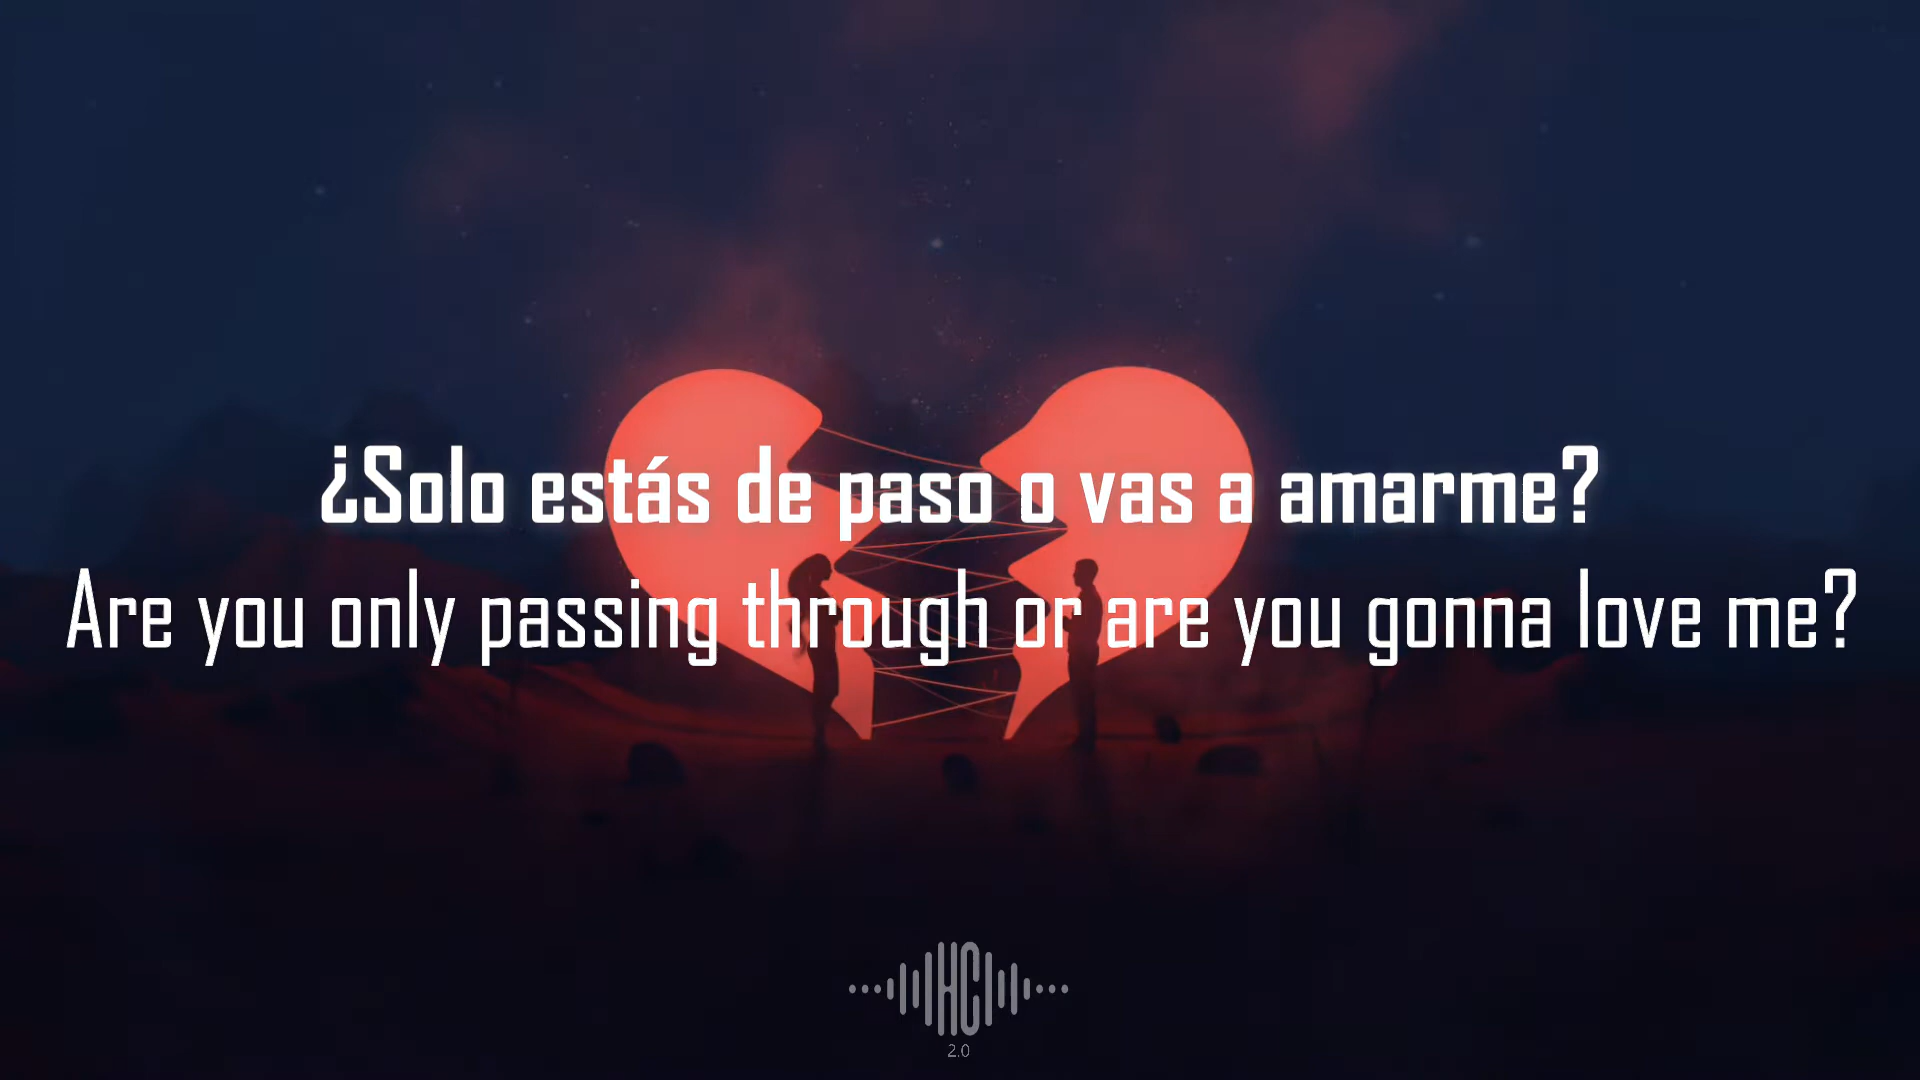 ¿Solo estás de paso o vas a amarme?
Are you only passing through or are you gonna love me?
HC
2.0